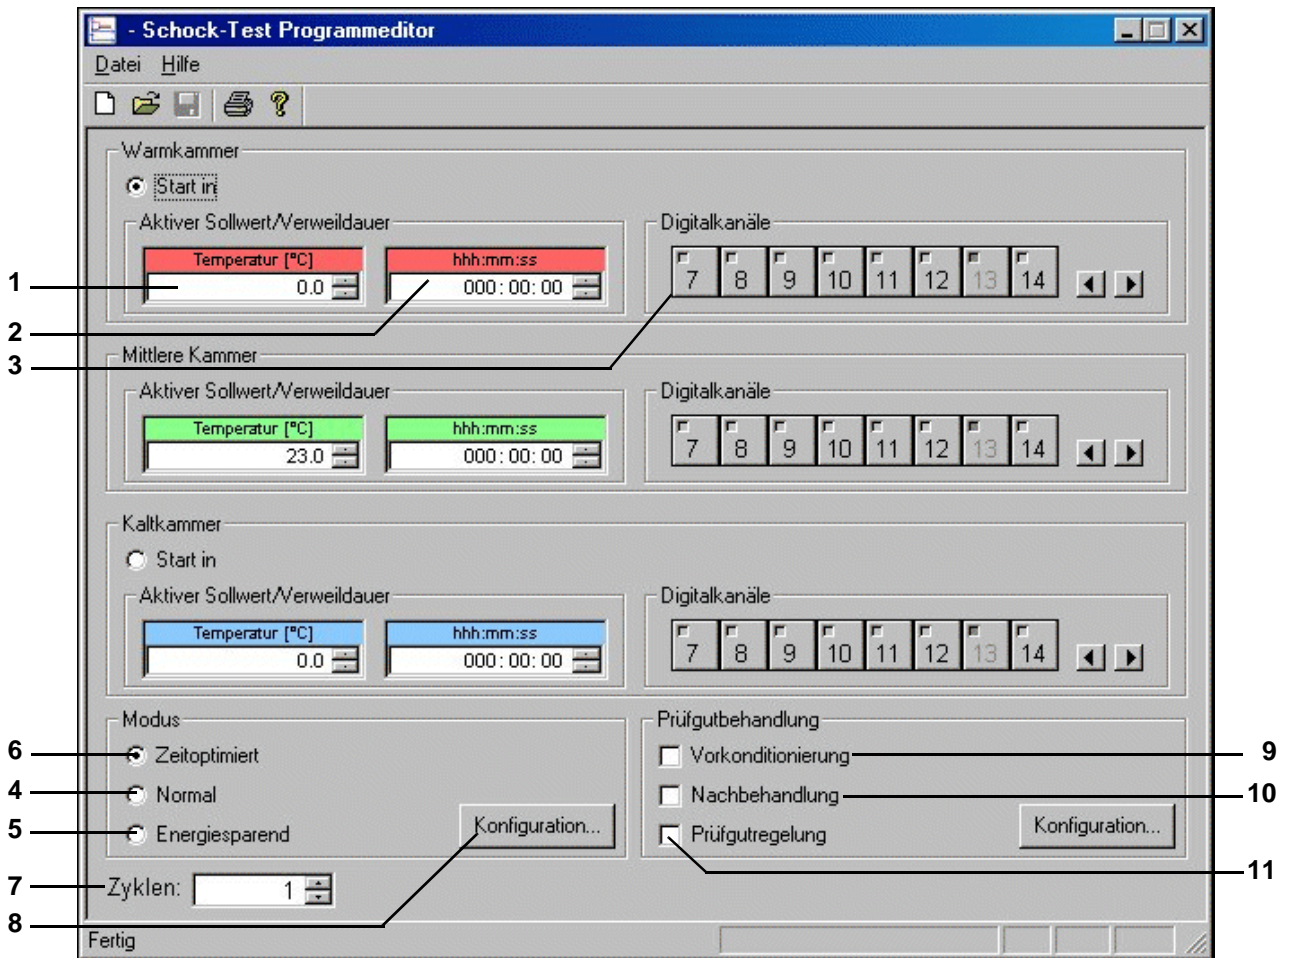 - Schock-Test Programmeditor
Datei Hilfe
Warmkammer
Start in
Aktiver Sollwert/Verweildauer
Digitalkanäle
Temperatur [°C]
hhh:mm:ss
7 8 9 10 11 12 13 14
1
0.0
000:00:00
2
3
Mittlere Kammer
Aktiver Sollwert/Verweildauer
Digitalkanäle
Temperatur [°C]
hhh:mm:ss
7 8 9 10 11 12 13 14
23.0
000:00:00
Kaltkammer
Start in
Aktiver Sollwert/Verweildauer
Digitalkanäle
Temperatur [°C]
hhh:mm:ss
7 8 9 10 11 12 13 14
0.0
000:00:00
Modus
6
Zeitoptimiert
4
Normal
5
Energiesparend
Konfiguration...
Prüfgutbehandlung
Vorkonditionierung
9
Nachbehandlung
10
Prüfgutregelung
Konfiguration...
11
7
Zyklen:
1
8
Fertig